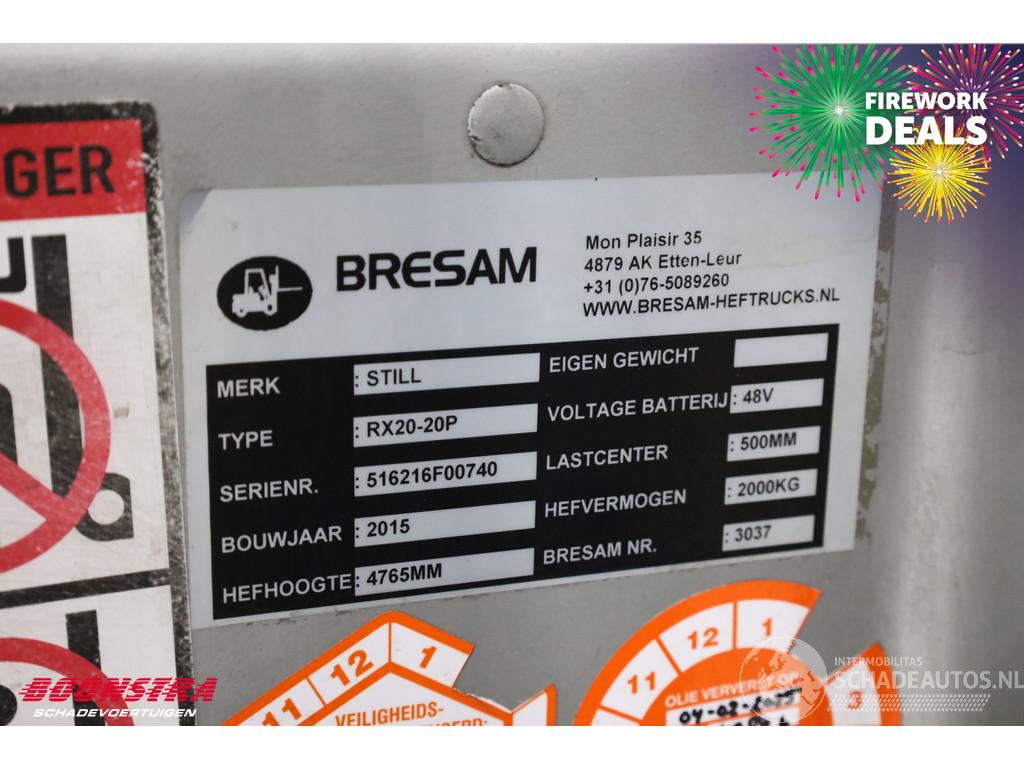 FIREWORK
DEALS
GER
BRESAM
Mon Plaisir 35
4879 AK Etten-Leur
+31 (0)76-5089260
WWW.BRESAM-HEFTRUCKS.NL
MERK : STILL
TYPE : RX20-20P
SERIENR. : 516216F00740
BOUWJAAR : 2015
HEFHOOGTE : 4765MM
EIGEN GEWICHT
VOLTAGE BATTERIJ : 48V
LASTCENTER : 500MM
HEFVERMOGEN : 2000KG
BRESAM NR. : 3037
11 12 1
VEILIGHEIDS-
11 12 1
OLIE VERVERST OP
BOONSTRA
SCHADEVOERTUIGEN
INTERMOBILITAS
SCHADEAUTOS.NL